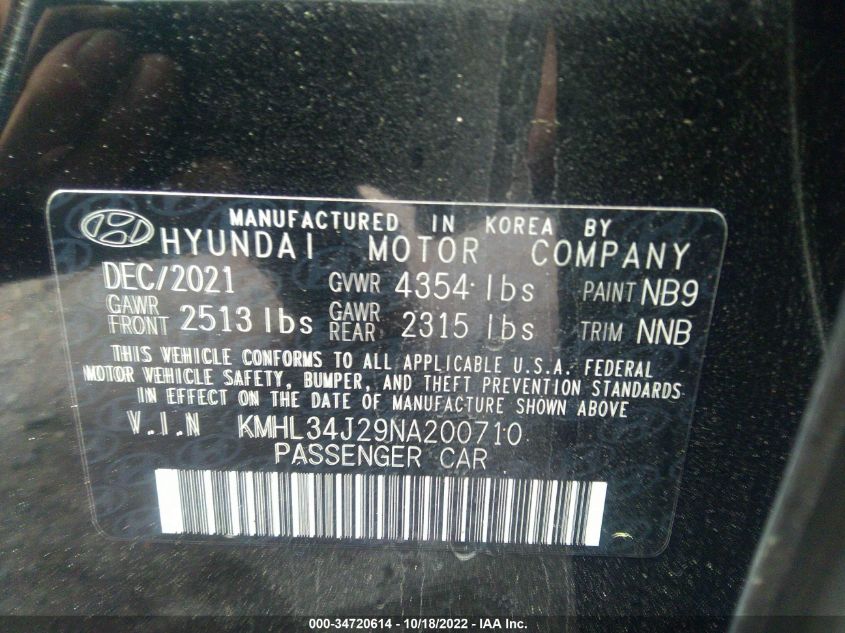 MANUFACTURED IN KOREA BY
HYUNDAI MOTOR COMPANY
DEC/2021 GVWR 4354 lbs PAINT NB9
GAWR FRONT 2513 lbs GAWR REAR 2315 lbs TRIM NNB
THIS VEHICLE CONFORMS TO ALL APPLICABLE U.S.A. FEDERAL
MOTOR VEHICLE SAFETY, BUMPER, AND THEFT PREVENTION STANDARDS
IN EFFECT ON THE DATE OF MANUFACTURE SHOWN ABOVE
V.I.N KMHL34J29NA200710
PASSENGER CAR
000-34720614 - 10/18/2022 - IAA Inc.